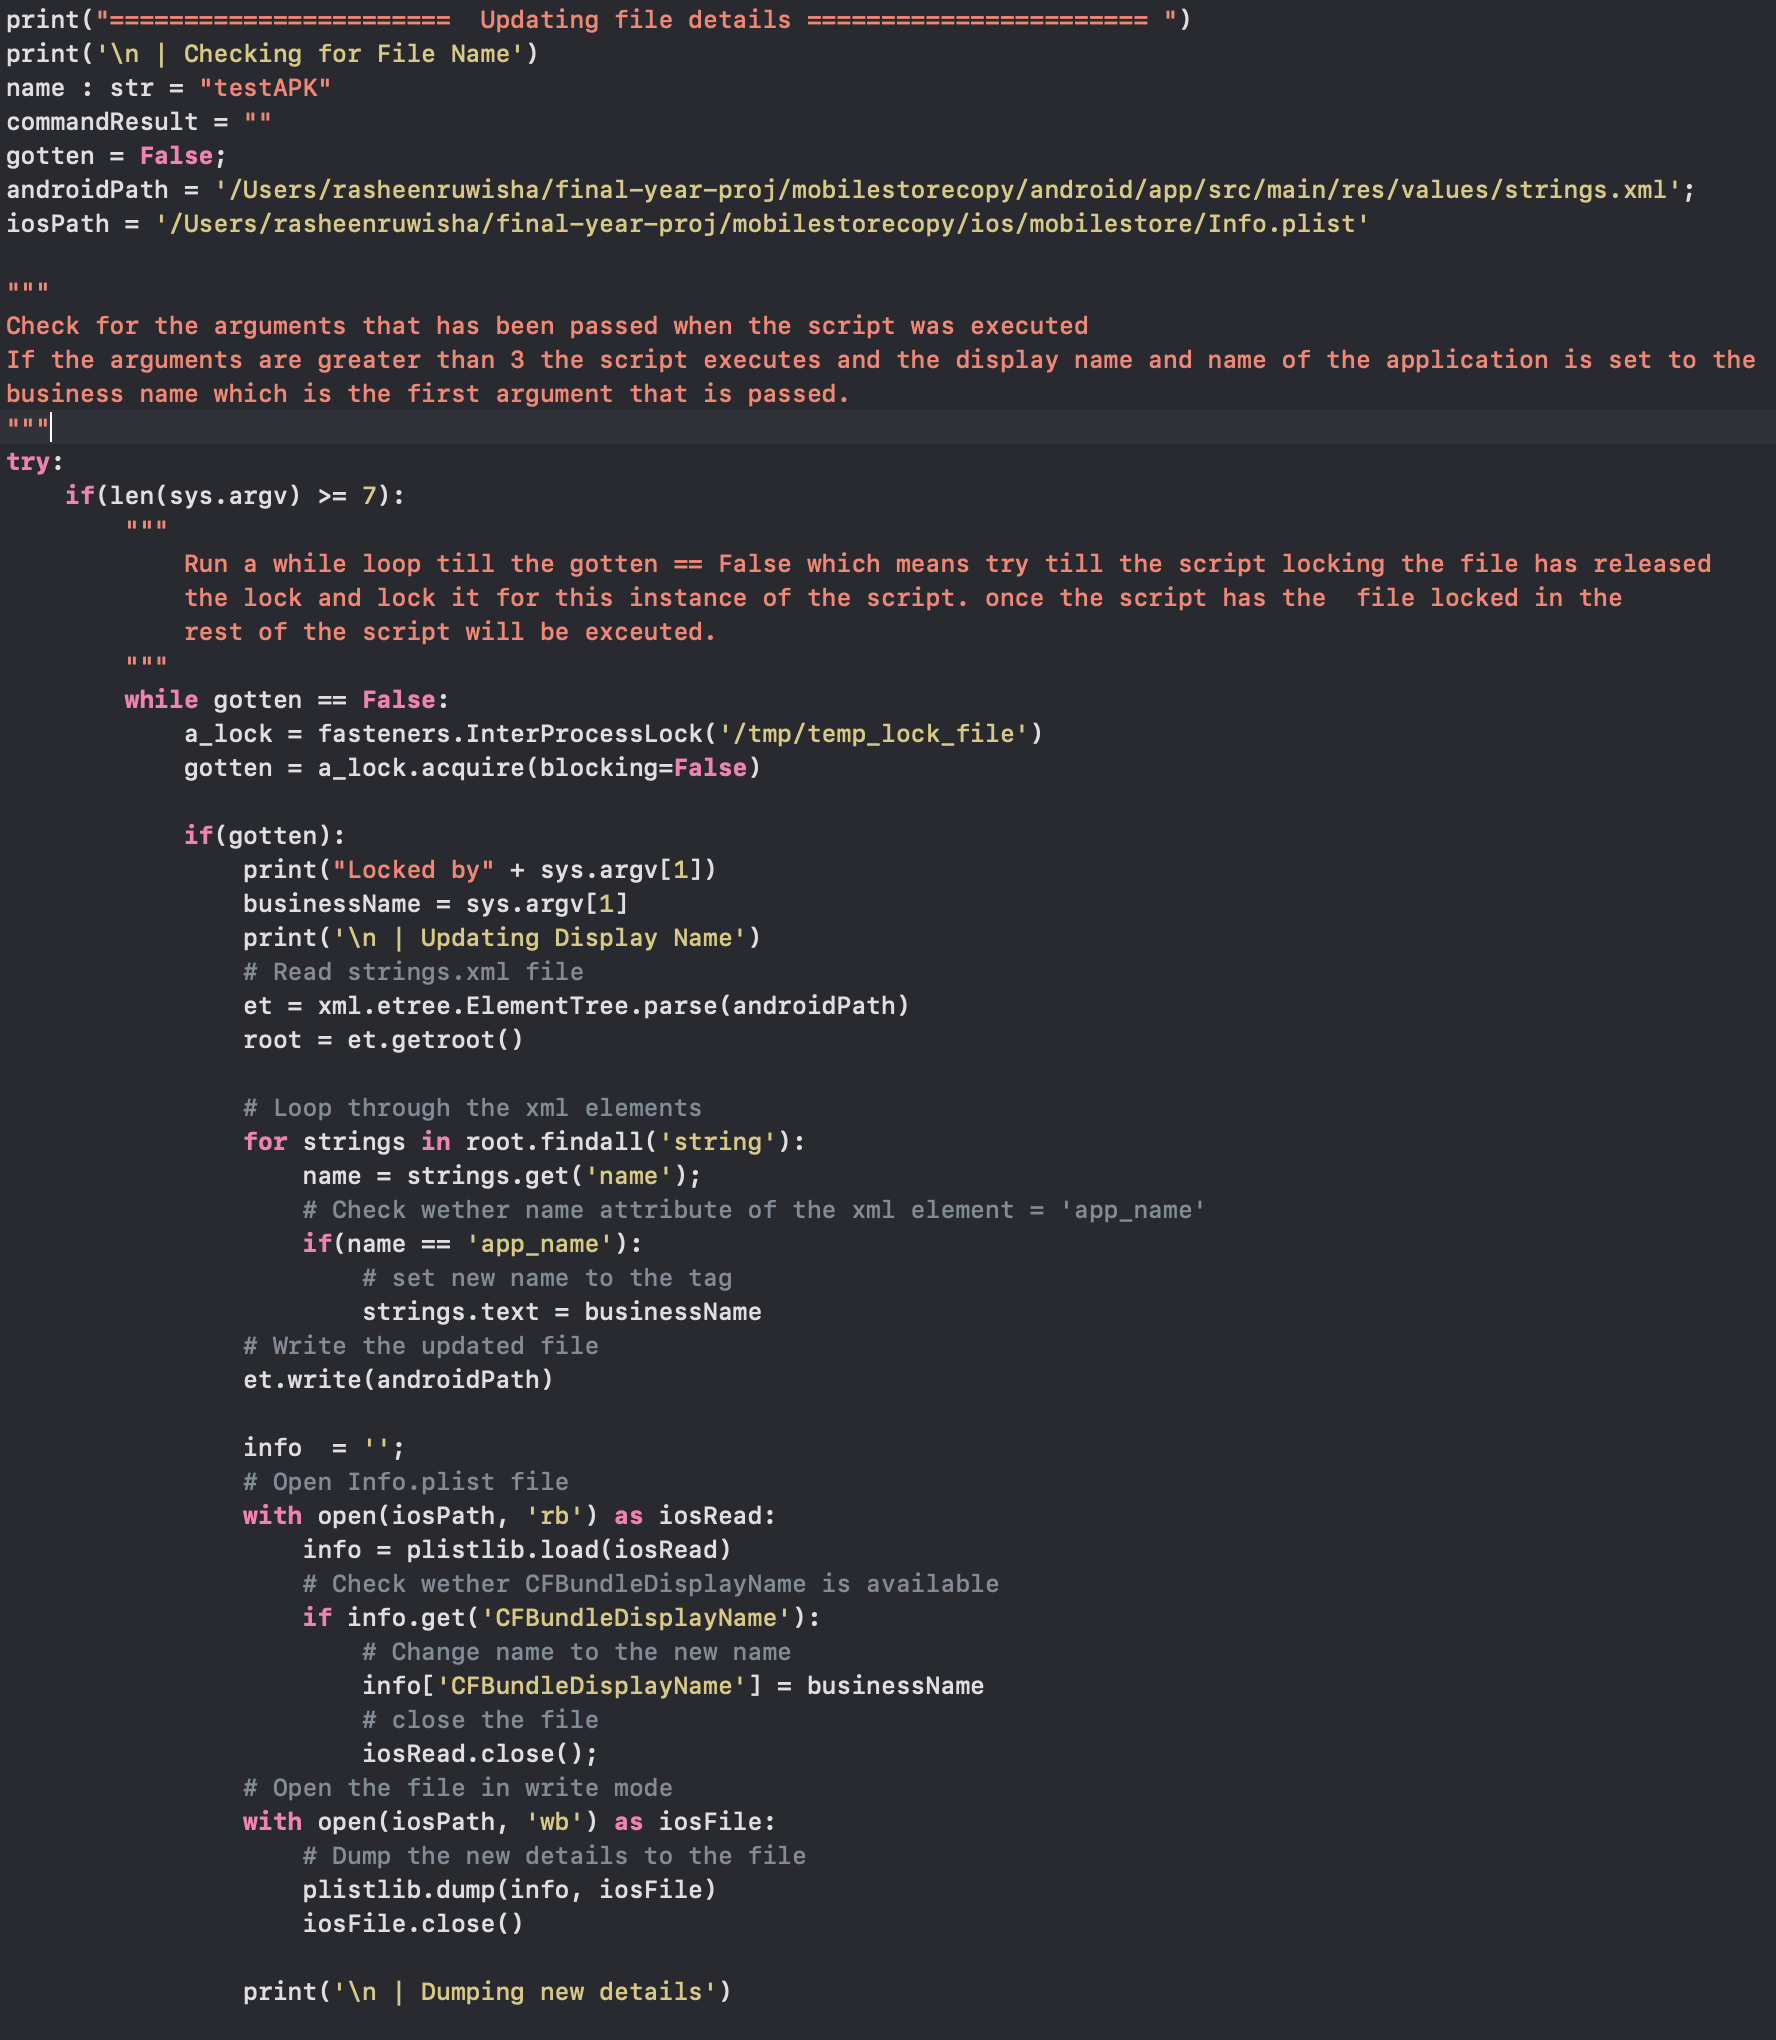 print("=======================  Updating file details ======================= ")
print('\n | Checking for File Name')
name : str = "testAPK"
commandResult = ""
gotten = False;
androidPath = '/Users/rasheenruwisha/final-year-proj/mobilestorecopy/android/app/src/main/res/values/strings.xml';
iosPath = '/Users/rasheenruwisha/final-year-proj/mobilestorecopy/ios/mobilestore/Info.plist'

"""
Check for the arguments that has been passed when the script was executed
If the arguments are greater than 3 the script executes and the display name and name of the application is set to the
business name which is the first argument that is passed.
"""
try:
    if(len(sys.argv) >= 7):
        """
            Run a while loop till the gotten == False which means try till the script locking the file has released
            the lock and lock it for this instance of the script. once the script has the  file locked in the
            rest of the script will be exceuted.
        """
        while gotten == False:
            a_lock = fasteners.InterProcessLock('/tmp/temp_lock_file')
            gotten = a_lock.acquire(blocking=False)

            if(gotten):
                print("Locked by" + sys.argv[1])
                businessName = sys.argv[1]
                print('\n | Updating Display Name')
                # Read strings.xml file
                et = xml.etree.ElementTree.parse(androidPath)
                root = et.getroot()

                # Loop through the xml elements
                for strings in root.findall('string'):
                    name = strings.get('name');
                    # Check wether name attribute of the xml element = 'app_name'
                    if(name == 'app_name'):
                        # set new name to the tag
                        strings.text = businessName
                # Write the updated file
                et.write(androidPath)

                info  = '';
                # Open Info.plist file
                with open(iosPath, 'rb') as iosRead:
                    info = plistlib.load(iosRead)
                    # Check wether CFBundleDisplayName is available
                    if info.get('CFBundleDisplayName'):
                        # Change name to the new name
                        info['CFBundleDisplayName'] = businessName
                        # close the file
                        iosRead.close();
                # Open the file in write mode
                with open(iosPath, 'wb') as iosFile:
                    # Dump the new details to the file
                    plistlib.dump(info, iosFile)
                    iosFile.close()

                print('\n | Dumping new details')